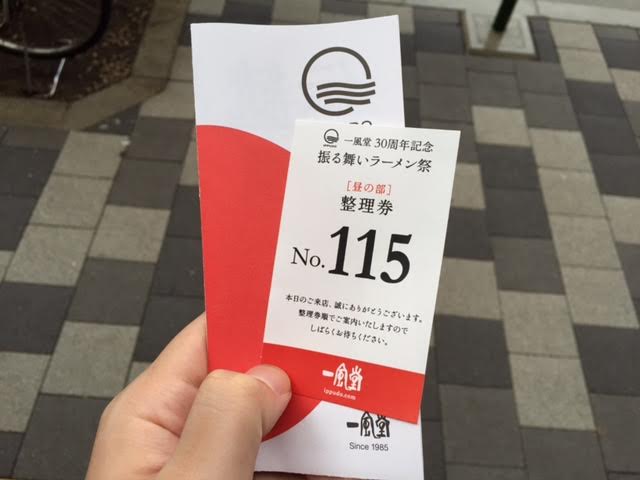 一風堂 30周年記念
振る舞いラーメン祭
[昼の部]
整理券
No. 115
本日のご来店、誠にありがとうございます。
整理券順でご案内いたしますので
しばらくお待ちください。
一風堂
ippudo.com
一風堂
Since 1985